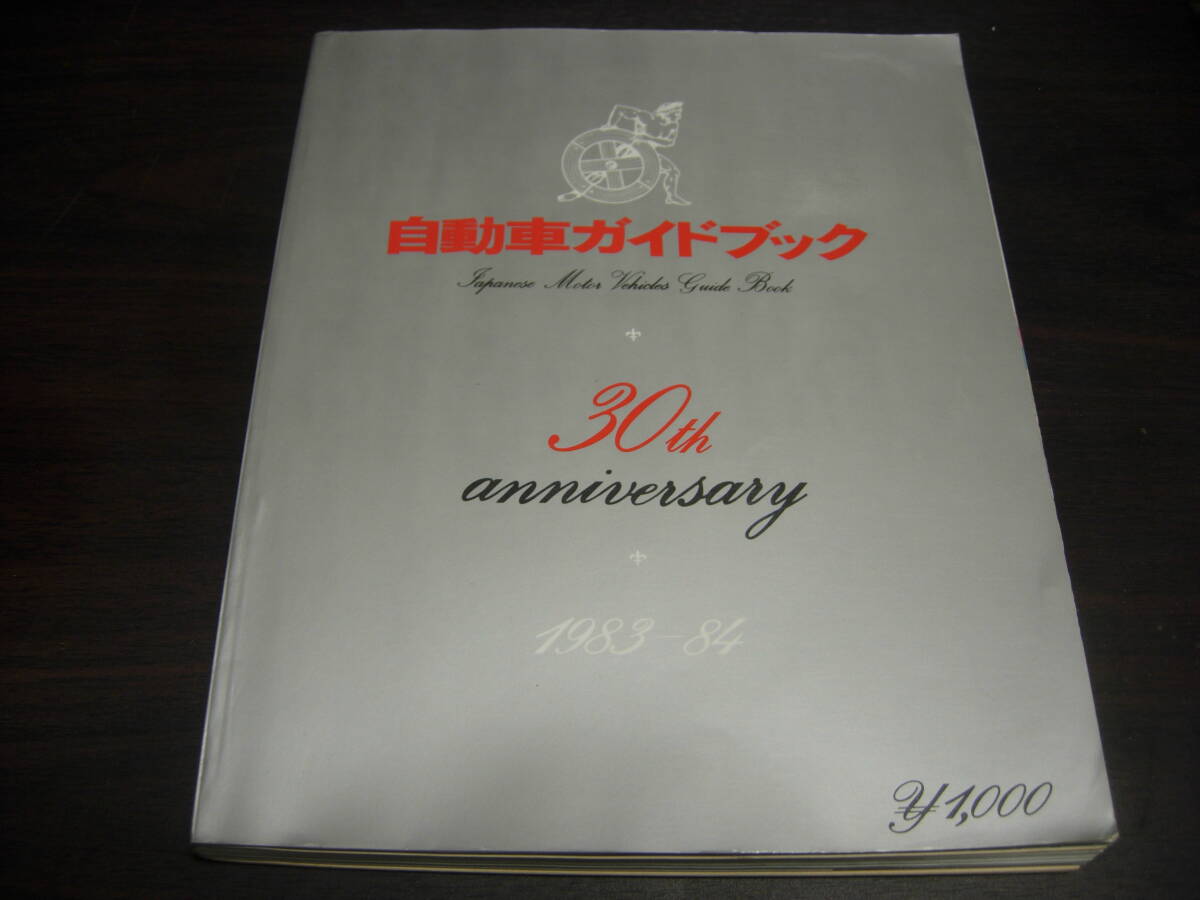 自動車ガイドブック
Japanese Motor Vehicles Guide Book
30th
anniversary
1983-84
¥1,000